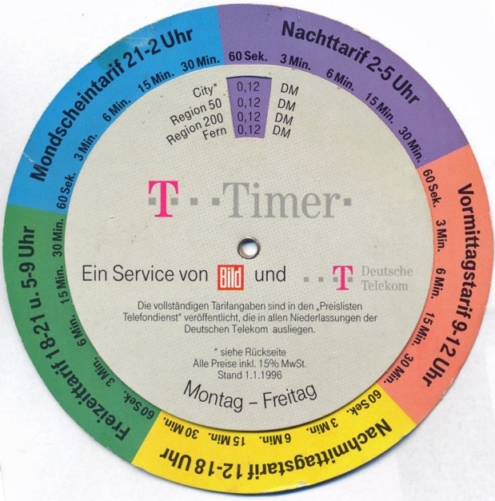 Mondscheintarif 21-2 Uhr
3 Min. 6 Min. 15 Min. 30 Min.
Nachttarif 2-5 Uhr
60 Sek. 3 Min. 6 Min. 15 Min. 30 Min.
Vormittagstarif 9-12 Uhr
60 Sek. 3 Min. 6 Min. 15 Min. 30 Min.
Nachmittagstarif 12-18 Uhr
60 Sek. 3 Min. 6 Min. 15 Min. 30 Min.
Freizeittarif 18-21 u. 5-9 Uhr
60 Sek. 3 Min. 6 Min. 15 Min. 30 Min.
60 Sek.
City* 0,12 DM
Region 50 0,12 DM
Region 200 0,12 DM
Fern 0,12 DM
T···Timer·
Ein Service von Bild und ···T· Deutsche
Telekom
Die vollständigen Tarifangaben sind in den „Preislisten
Telefondienst" veröffentlicht, die in allen Niederlassungen der
Deutschen Telekom ausliegen.
* siehe Rückseite
Alle Preise inkl. 15% MwSt.
Stand 1.1.1996
Montag – Freitag